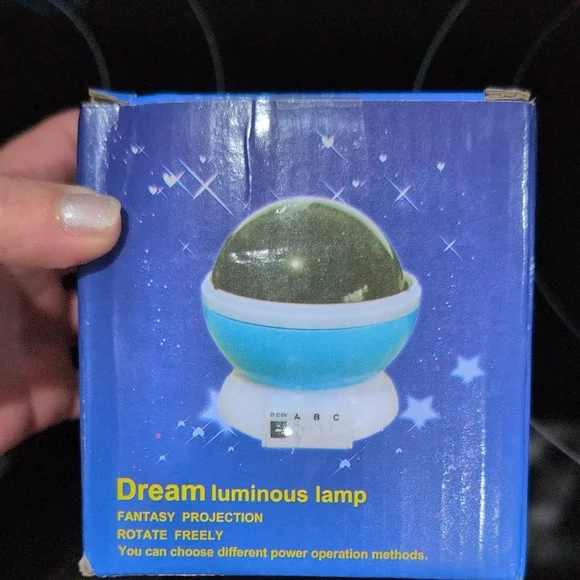 A B C
Dream luminous lamp
FANTASY PROJECTION
ROTATE FREELY
You can choose different power operation methods.